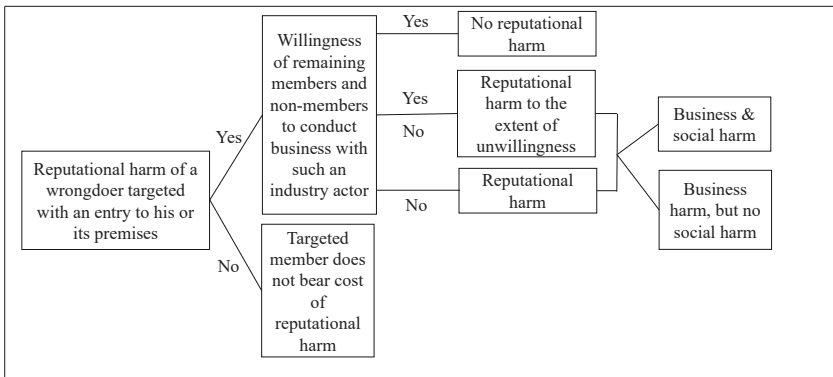 Reputational harm of a
wrongdoer targeted
with an entry to his or
its premises
Yes
No
Willingness
of remaining
members and
non-members
to conduct
business with
such an
industry actor
Targeted
member does
not bear cost
of
reputational
harm
Yes
Yes
No
No
No reputational
harm
Reputational
harm to the
extent of
unwillingness
Reputational
harm
Business &
social harm
Business
harm, but no
social harm